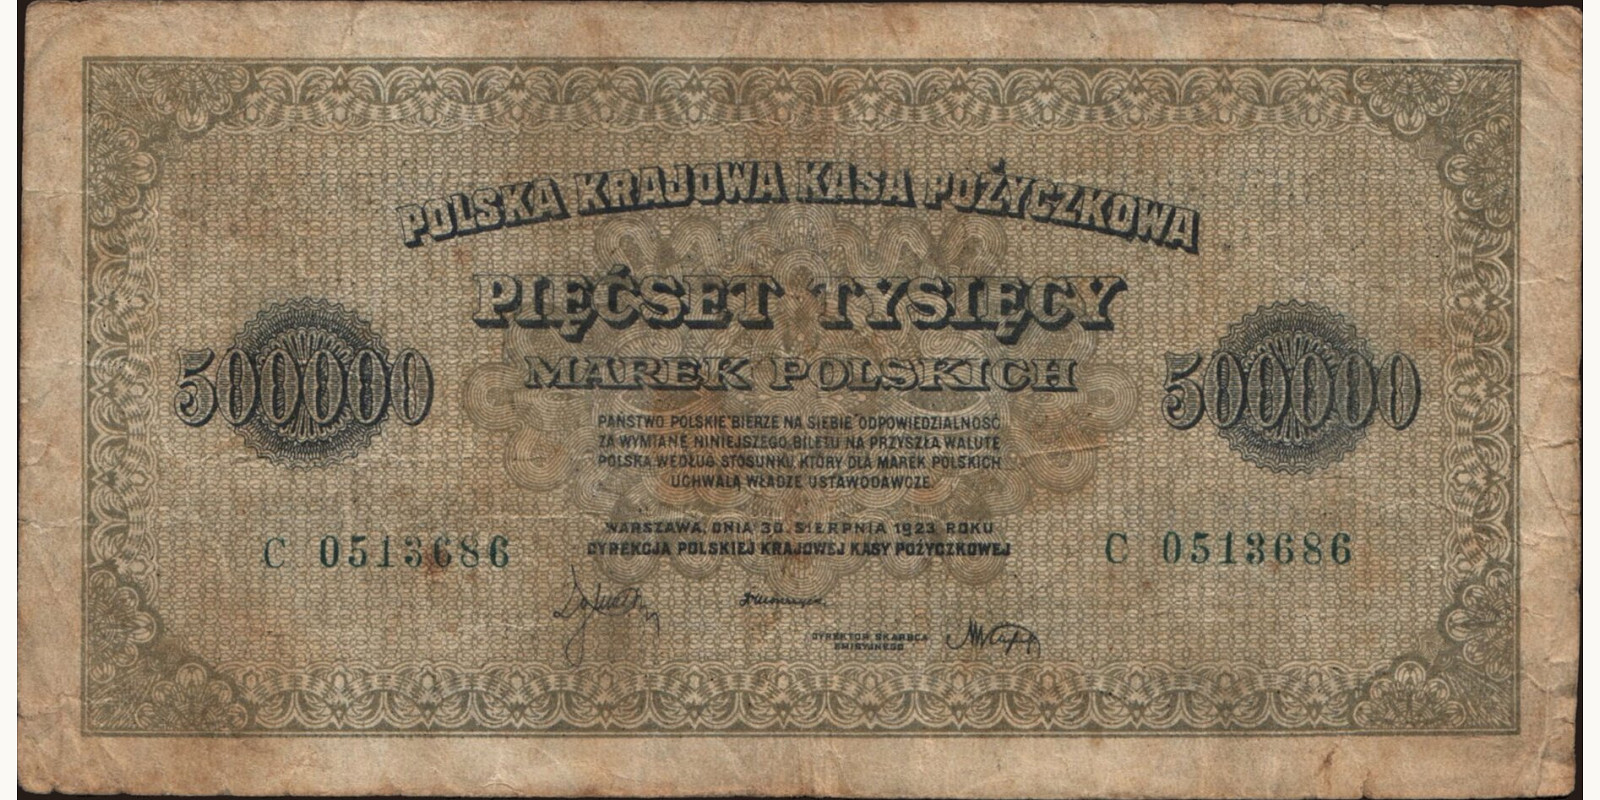 POLSKA KRAJOWA KASA POŻYCZKOWA
PIĘĆSET TYSIĘCY
500000
500000
MAREK POLSKICH
PAŃSTWO POLSKIE BIERZE NA SIEBIE ODPOWIEDZIALNOŚĆ
ZA WYMIANĘ NINIEJSZEGO BILETU NA PRZYSZŁĄ WALUTĘ
POLSKĄ WEDŁUG STOSUNKU, KTÓRY DLA MAREK POLSKICH
UCHWALĄ WŁADZE USTAWODAWCZE
WARSZAWA, DNIA 30 SIERPNIA 1923 ROKU
C 0513686
C 0513686
DYREKCJA POLSKIEJ KRAJOWEJ KASY POŻYCZKOWEJ
DYREKTOR SKARBCA
EMISYJNEGO